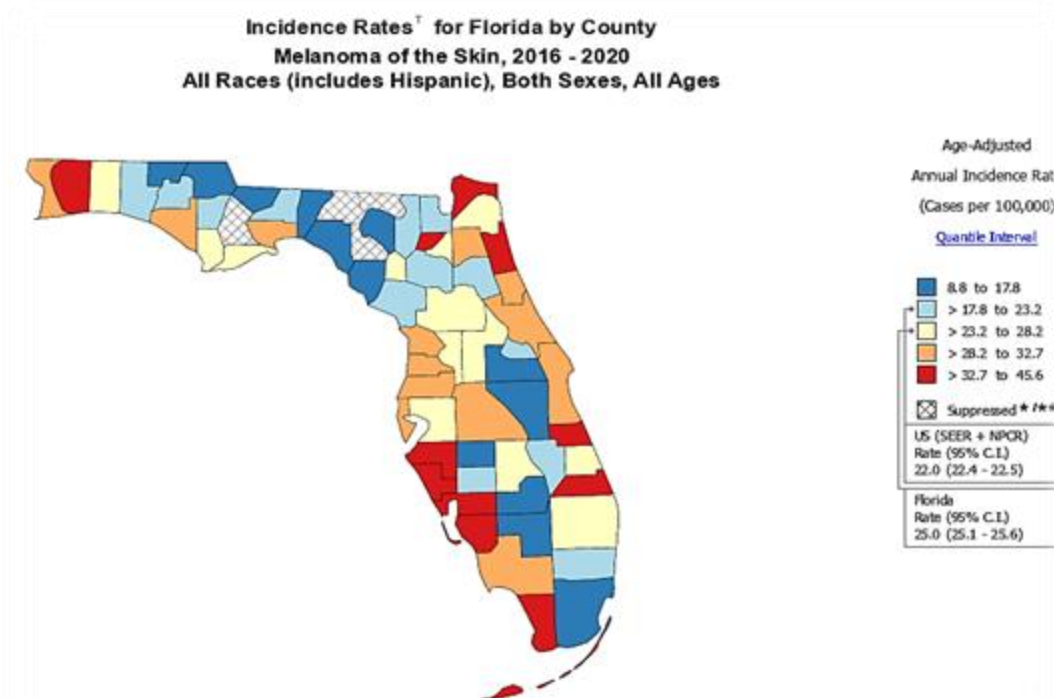 Incidence Rates† for Florida by County
Melanoma of the Skin, 2016 - 2020
All Races (includes Hispanic), Both Sexes, All Ages
Age-Adjusted
Annual Incidence Rat
(Cases per 100,000)
Quantile Interval
8.8 to 17.8
> 17.8 to 23.2
> 23.2 to 28.2
> 28.2 to 32.7
> 32.7 to 45.6
Suppressed */**
US (SEER + NPCR)
Rate (95% C.I.)
22.0 (22.4 - 22.5)
Florida
Rate (95% C.I.)
25.0 (25.1 - 25.6)